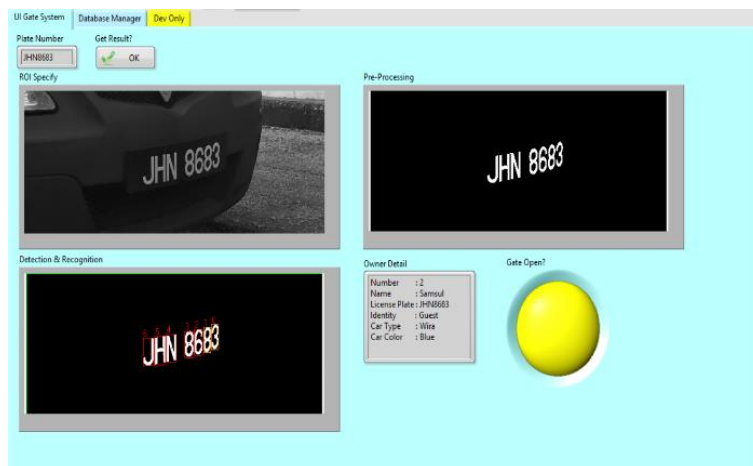 UI Gate System
Database Manager
Dev Only
Plate Number
Get Result?
JHN8683
OK
ROI Specify
Pre-Processing
JHN 8683
JHN 8683
Detection & Recognition
Owner Detail
Gate Open?
JHN 8683
Number : 2
Name : Samsul
License Plate : JHN8683
Identity : Guest
Car Type : Wira
Car Color : Blue